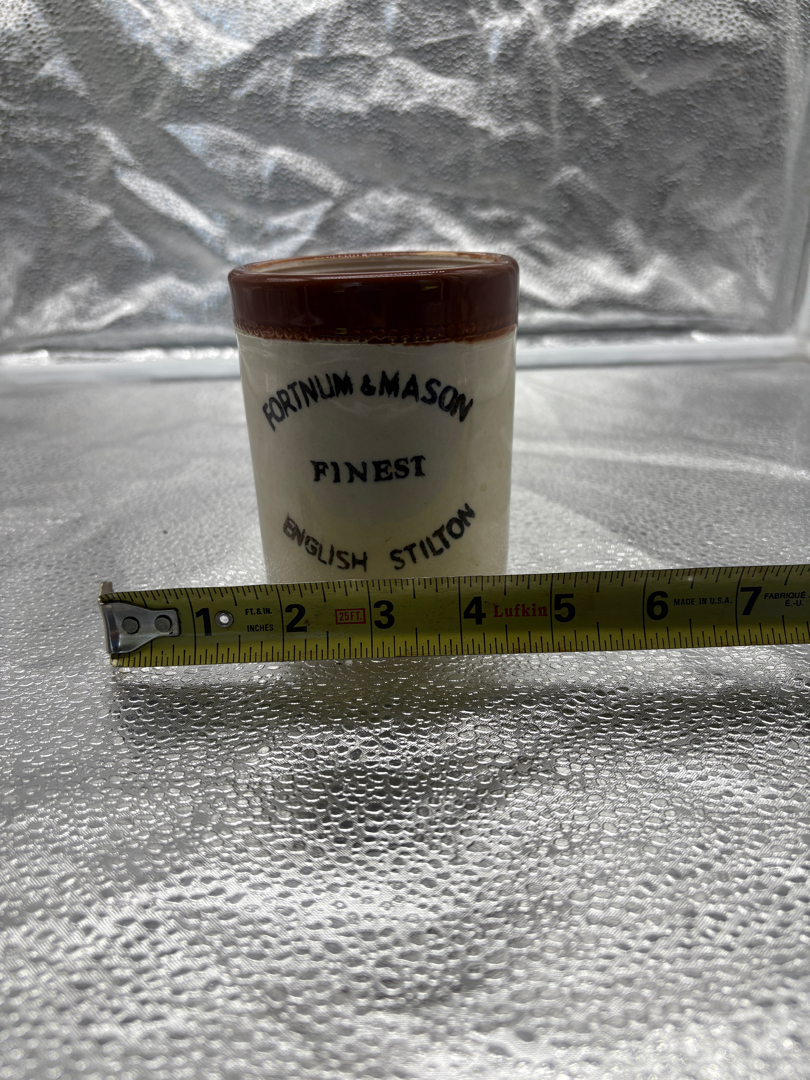 FORTNUM & MASON
FINEST
ENGLISH STILTON
1 FT. & IN. INCHES 2 25FT. 3 4 Lufkin 5 6 MADE IN U.S.A. 7 FABRIQUÉ É.-U.